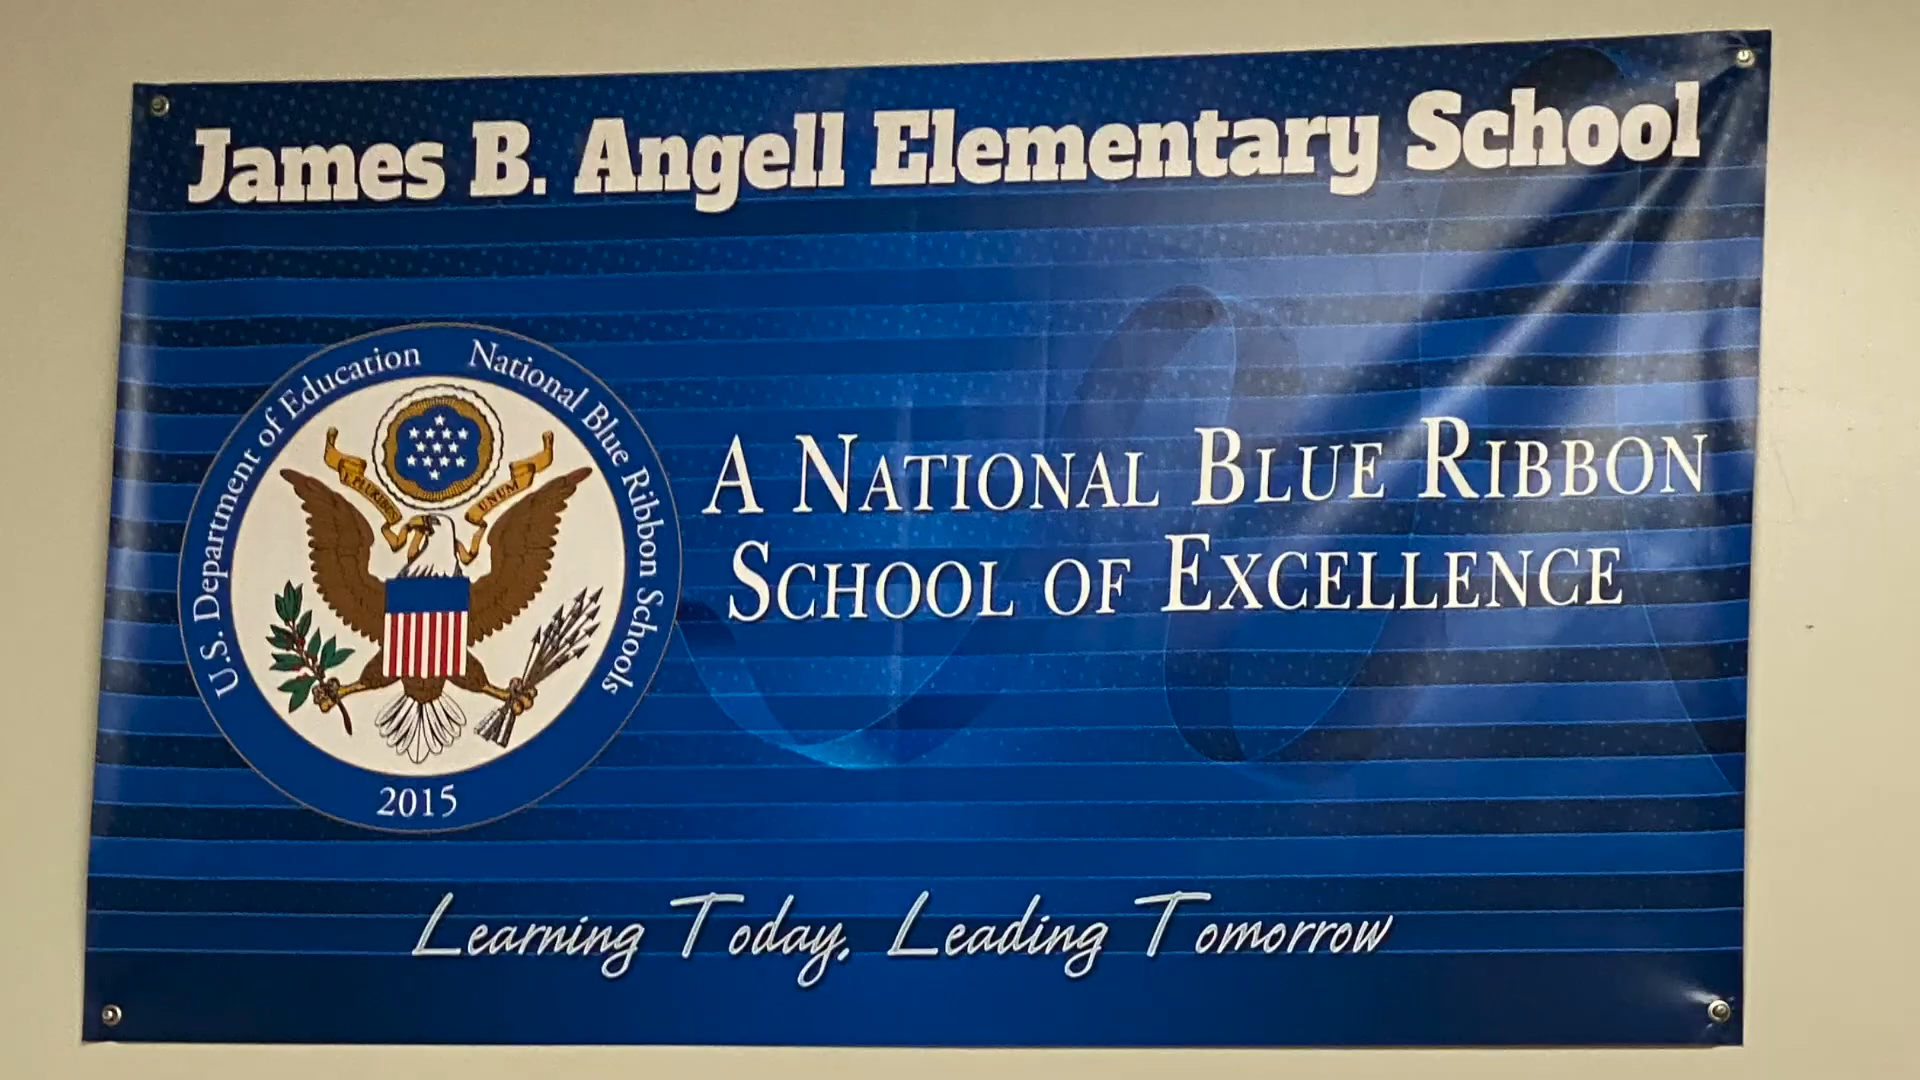 James B. Angell Elementary School
U.S. Department of Education National Blue Ribbon Schools
E PLURIBUS UNUM
2015
A NATIONAL BLUE RIBBON
SCHOOL OF EXCELLENCE
Learning Today, Leading Tomorrow